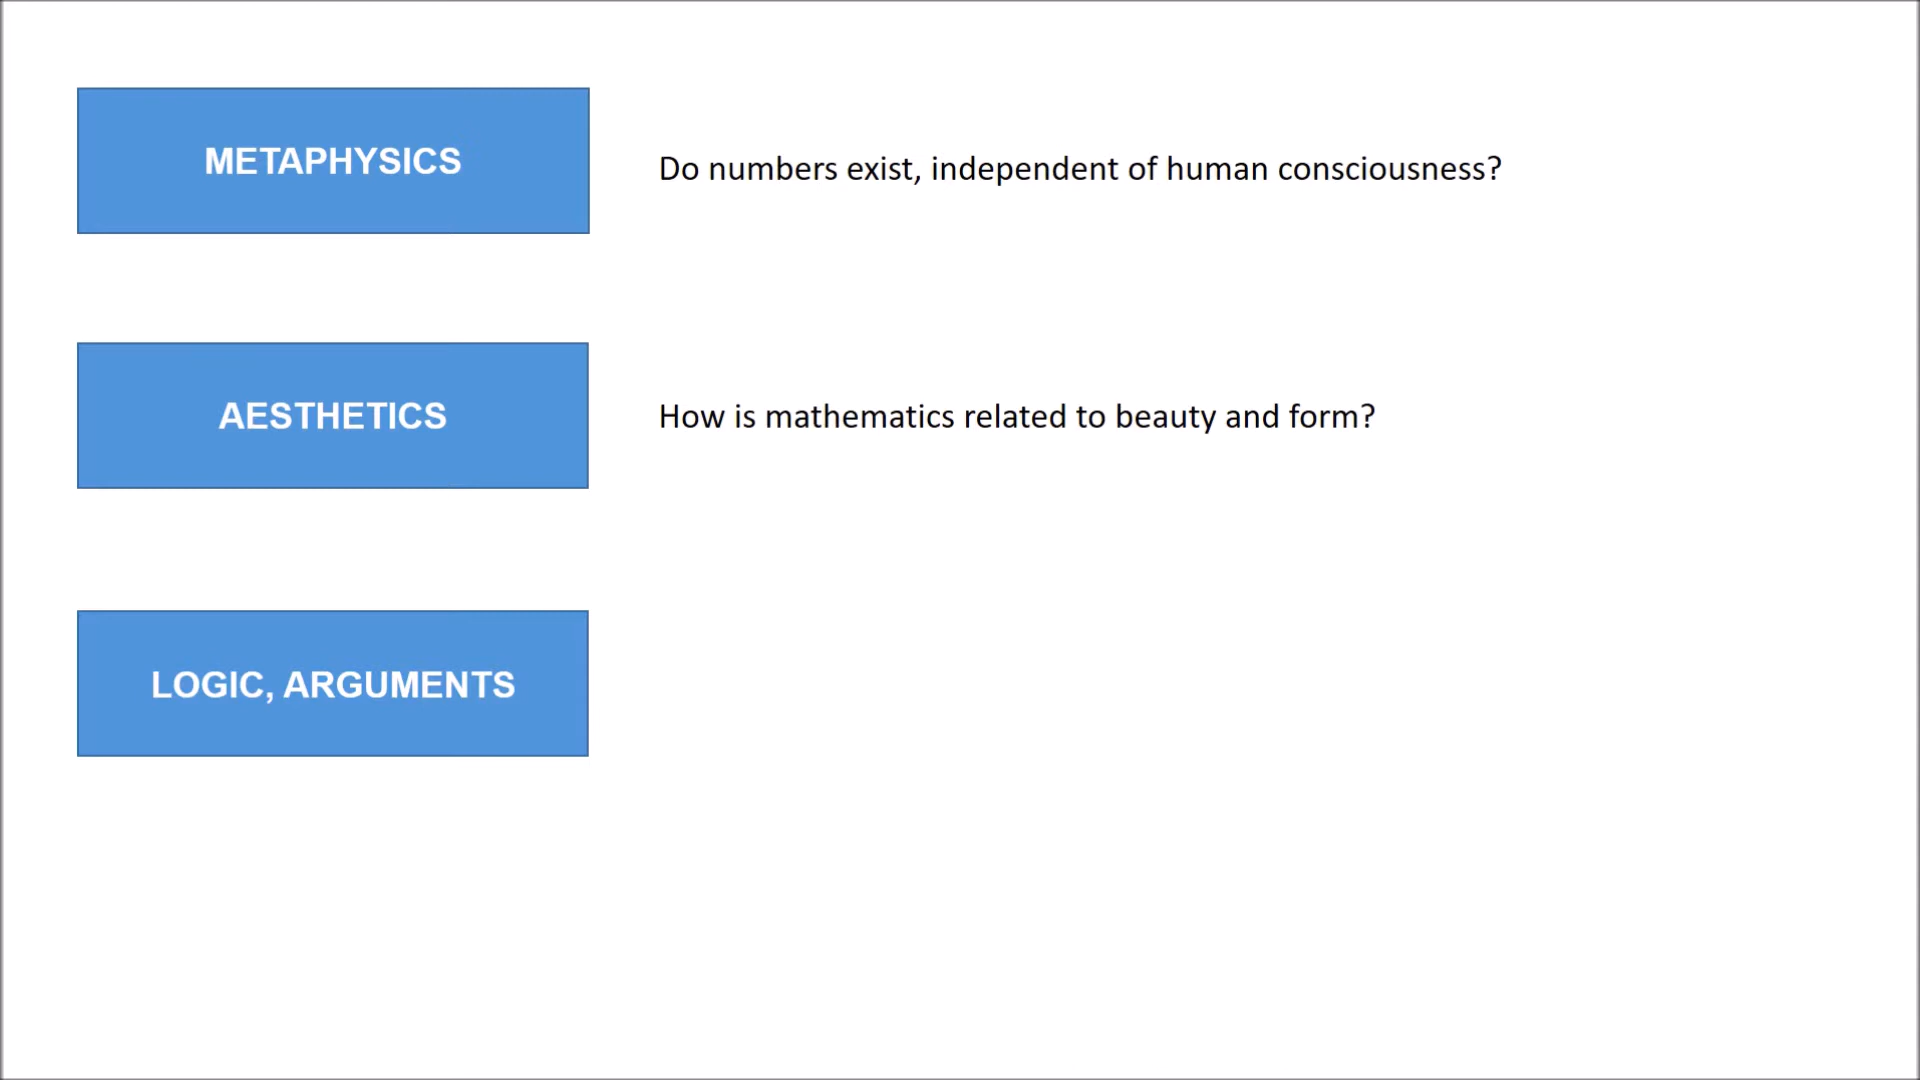 METAPHYSICS
Do numbers exist, independent of human consciousness?
AESTHETICS
How is mathematics related to beauty and form?
LOGIC, ARGUMENTS